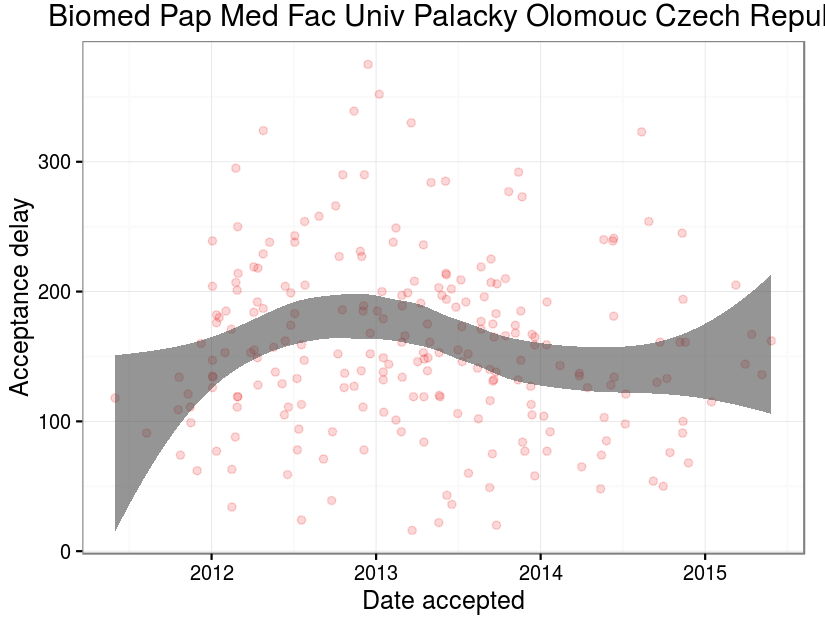 Biomed Pap Med Fac Univ Palacky Olomouc Czech Repu
Acceptance delay
300
200
100
0
2012 2013 2014 2015
Date accepted